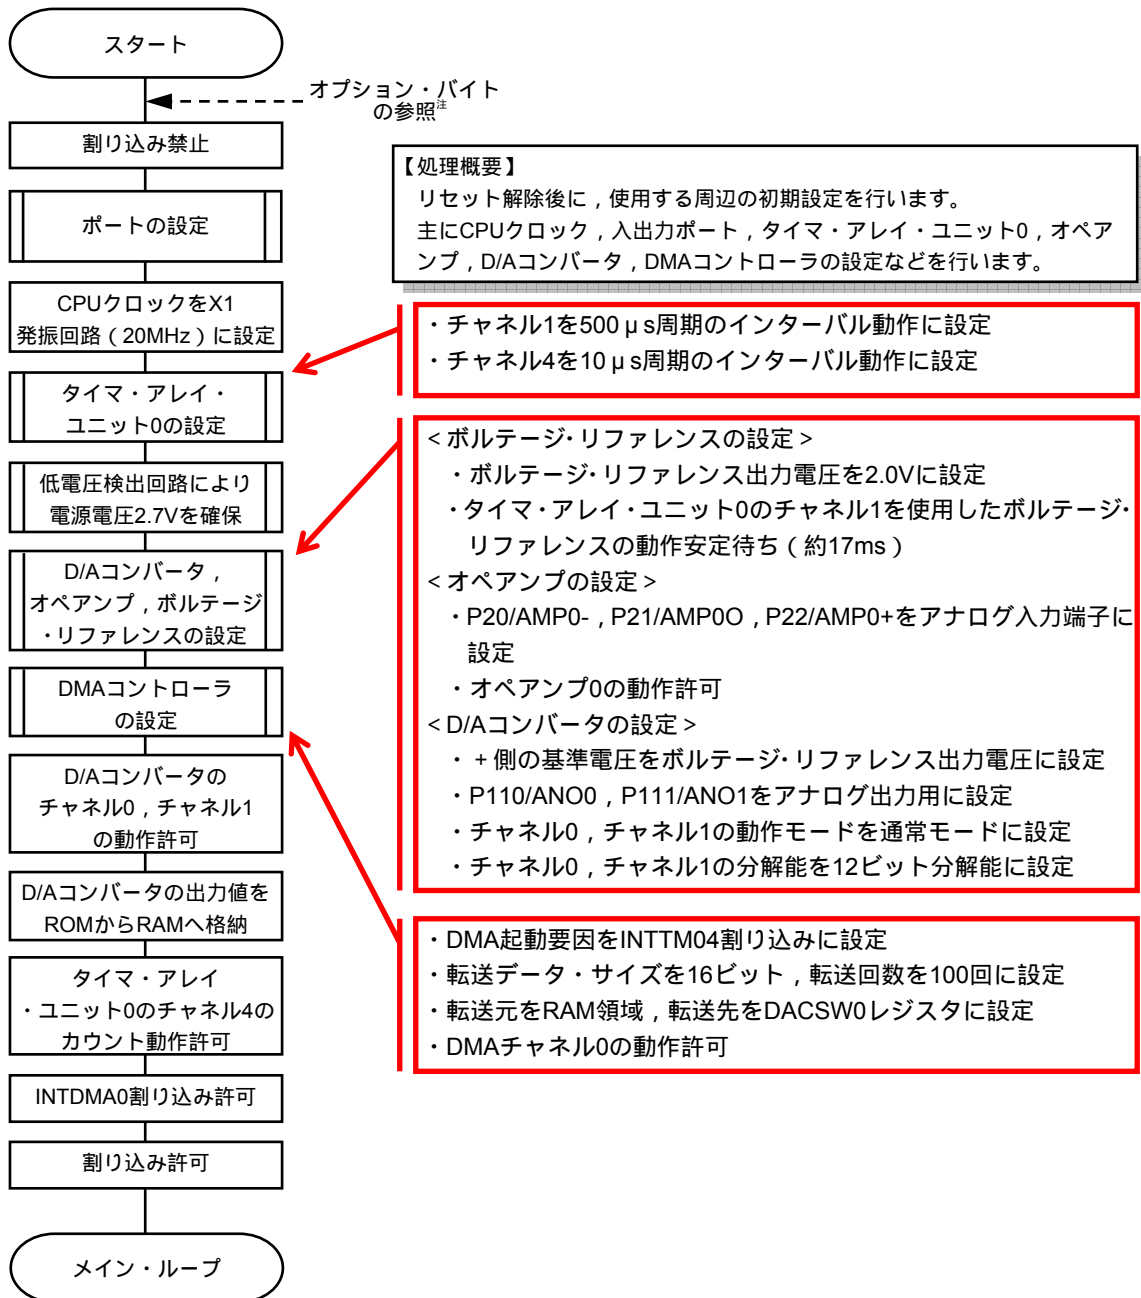 スタート
オプション・バイト
の参照注
割り込み禁止
【処理概要】
リセット解除後に，使用する周辺の初期設定を行います。
主にCPUクロック，入出力ポート，タイマ・アレイ・ユニット0，オペア
ンプ，D/Aコンバータ，DMAコントローラの設定などを行います。
ポートの設定
CPUクロックをX1
発振回路（20MHz）に設定
・チャネル1を500μs周期のインターバル動作に設定
・チャネル4を10μs周期のインターバル動作に設定
タイマ・アレイ・
ユニット0の設定
低電圧検出回路により
電源電圧2.7Vを確保
＜ボルテージ・リファレンスの設定＞
・ボルテージ・リファレンス出力電圧を2.0Vに設定
・タイマ・アレイ・ユニット0のチャネル1を使用したボルテージ・
リファレンスの動作安定待ち（約17ms）
＜オペアンプの設定＞
・P20/AMP0-，P21/AMP0O，P22/AMP0+をアナログ入力端子に
設定
・オペアンプ0の動作許可
＜D/Aコンバータの設定＞
・＋側の基準電圧をボルテージ・リファレンス出力電圧に設定
・P110/ANO0，P111/ANO1をアナログ出力用に設定
・チャネル0，チャネル1の動作モードを通常モードに設定
・チャネル0，チャネル1の分解能を12ビット分解能に設定
D/Aコンバータ，
オペアンプ，ボルテージ
・リファレンスの設定
DMAコントローラ
の設定
D/Aコンバータの
チャネル0，チャネル1
の動作許可
D/Aコンバータの出力値を
ROMからRAMへ格納
・DMA起動要因をINTTM04割り込みに設定
・転送データ・サイズを16ビット，転送回数を100回に設定
・転送元をRAM領域，転送先をDACSW0レジスタに設定
・DMAチャネル0の動作許可
タイマ・アレイ
・ユニット0のチャネル4の
カウント動作許可
INTDMA0割り込み許可
割り込み許可
メイン・ループ